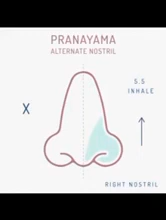 PRANAYAMA
ALTERNATE NOSTRIL
5.5
INHALE
X
RIGHT NOSTRIL